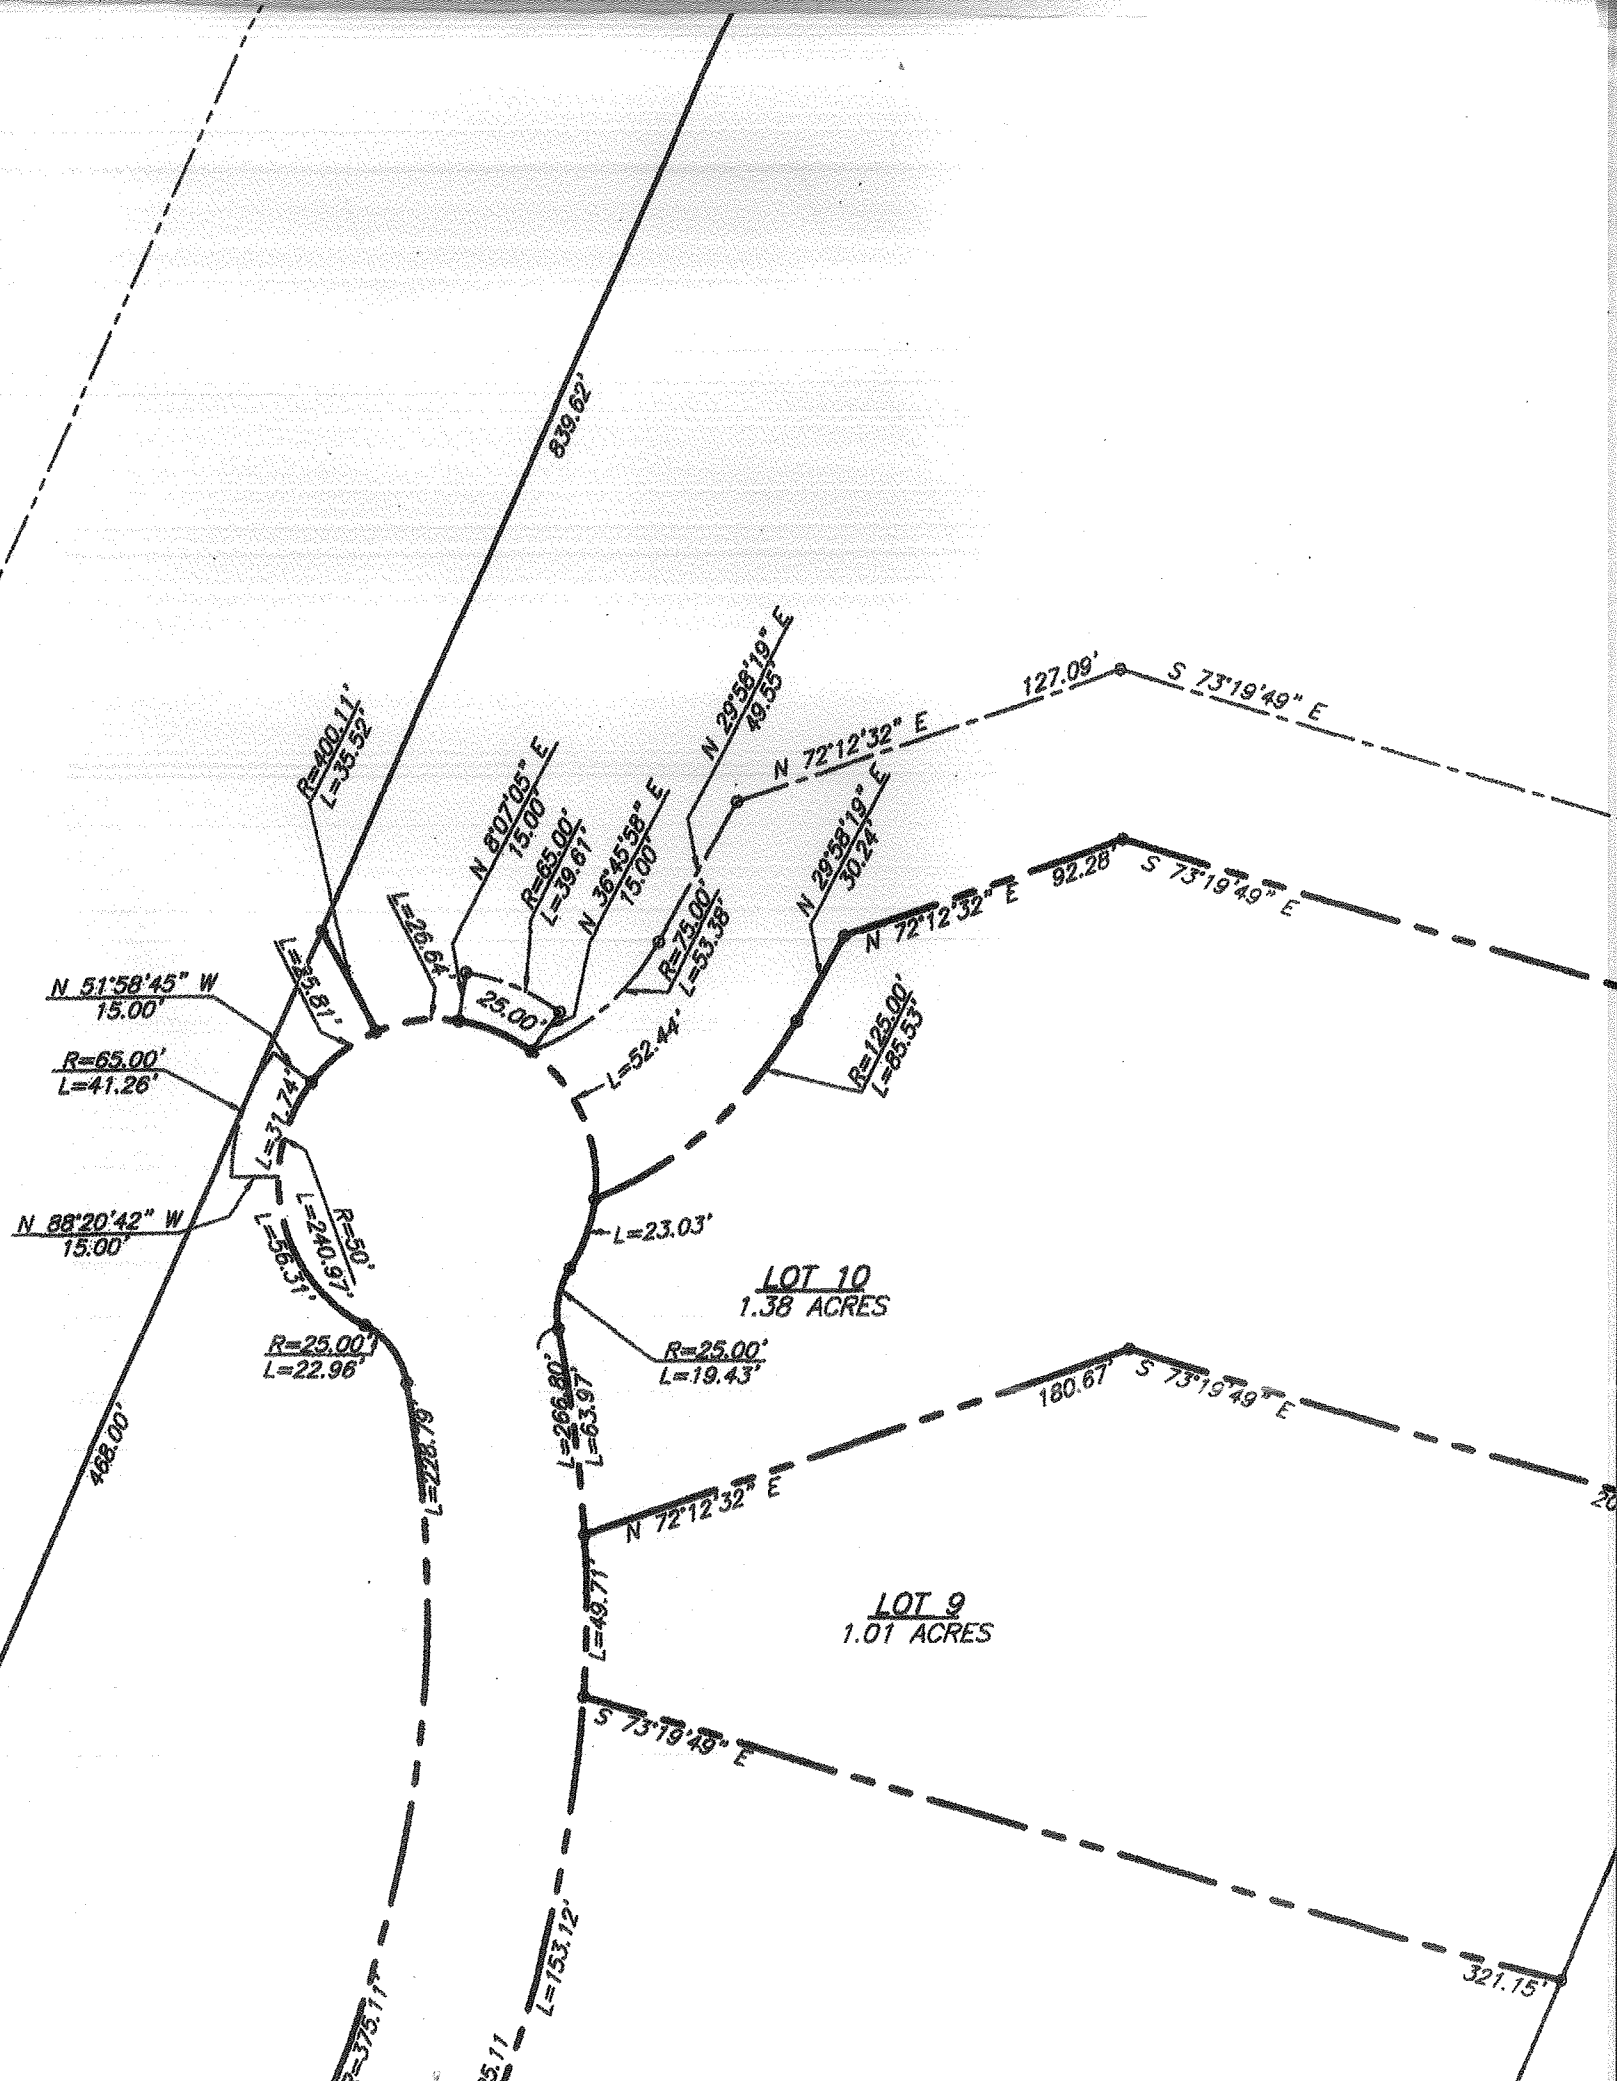 839.62'
R=400.11'
L=35.52'
N 8°07'05" E
15.00'
R=65.00'
L=39.61'
N 36°45'58" E
15.00'
N 29°58'19" E
49.55'
N 72°12'32" E
127.09'
S 73°19'49" E
N 29°58'19" E
30.24'
N 72°12'32" E
92.28'
S 73°19'49" E
L=26.64'
25.00'
R=75.00'
L=53.38'
L=52.44'
R=125.00'
L=85.53'
N 51°58'45" W
15.00'
L=25.81'
R=65.00'
L=41.26'
L=31.74'
N 88°20'42" W
15.00'
L=56.31'
R=50'
L=240.97'
L=23.03'
LOT 10
1.38 ACRES
R=25.00'
L=22.96'
R=25.00'
L=19.43'
L=266.80'
L=63.97'
468.00'
L=228.79'
N 72°12'32" E
180.67'
S 73°19'49" E
20
LOT 9
1.01 ACRES
L=49.71'
S 73°19'49" E
321.15'
L=153.12'
R=375.11'
5.11